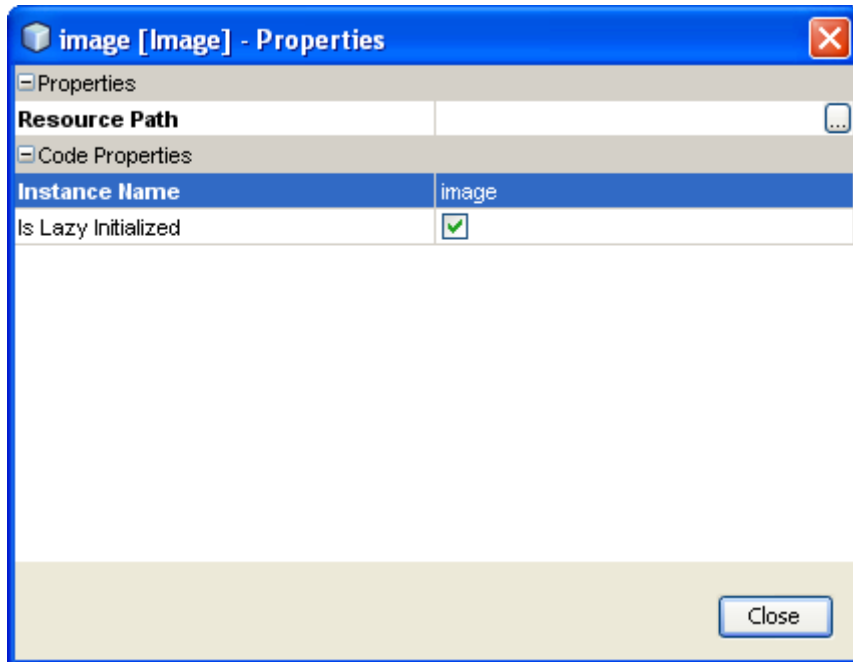 image [Image] - Properties
Properties
Resource Path ...
Code Properties
Instance Name image
Is Lazy Initialized
Close